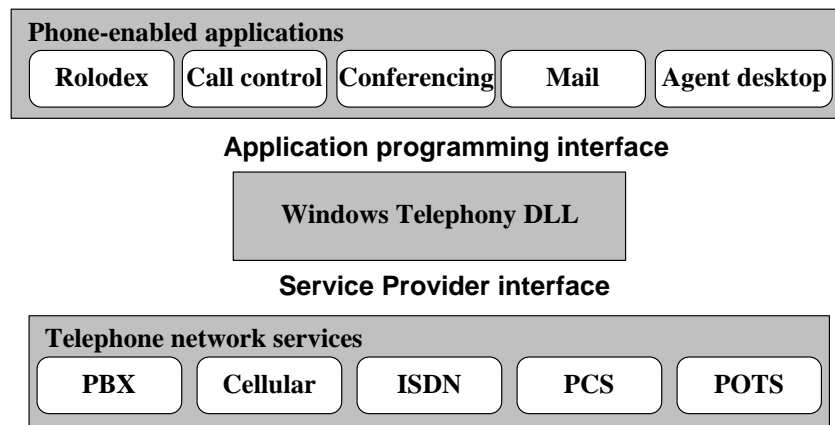 Phone-enabled applications
Rolodex Call control Conferencing Mail Agent desktop
Application programming interface
Windows Telephony DLL
Service Provider interface
Telephone network services
PBX Cellular ISDN PCS POTS